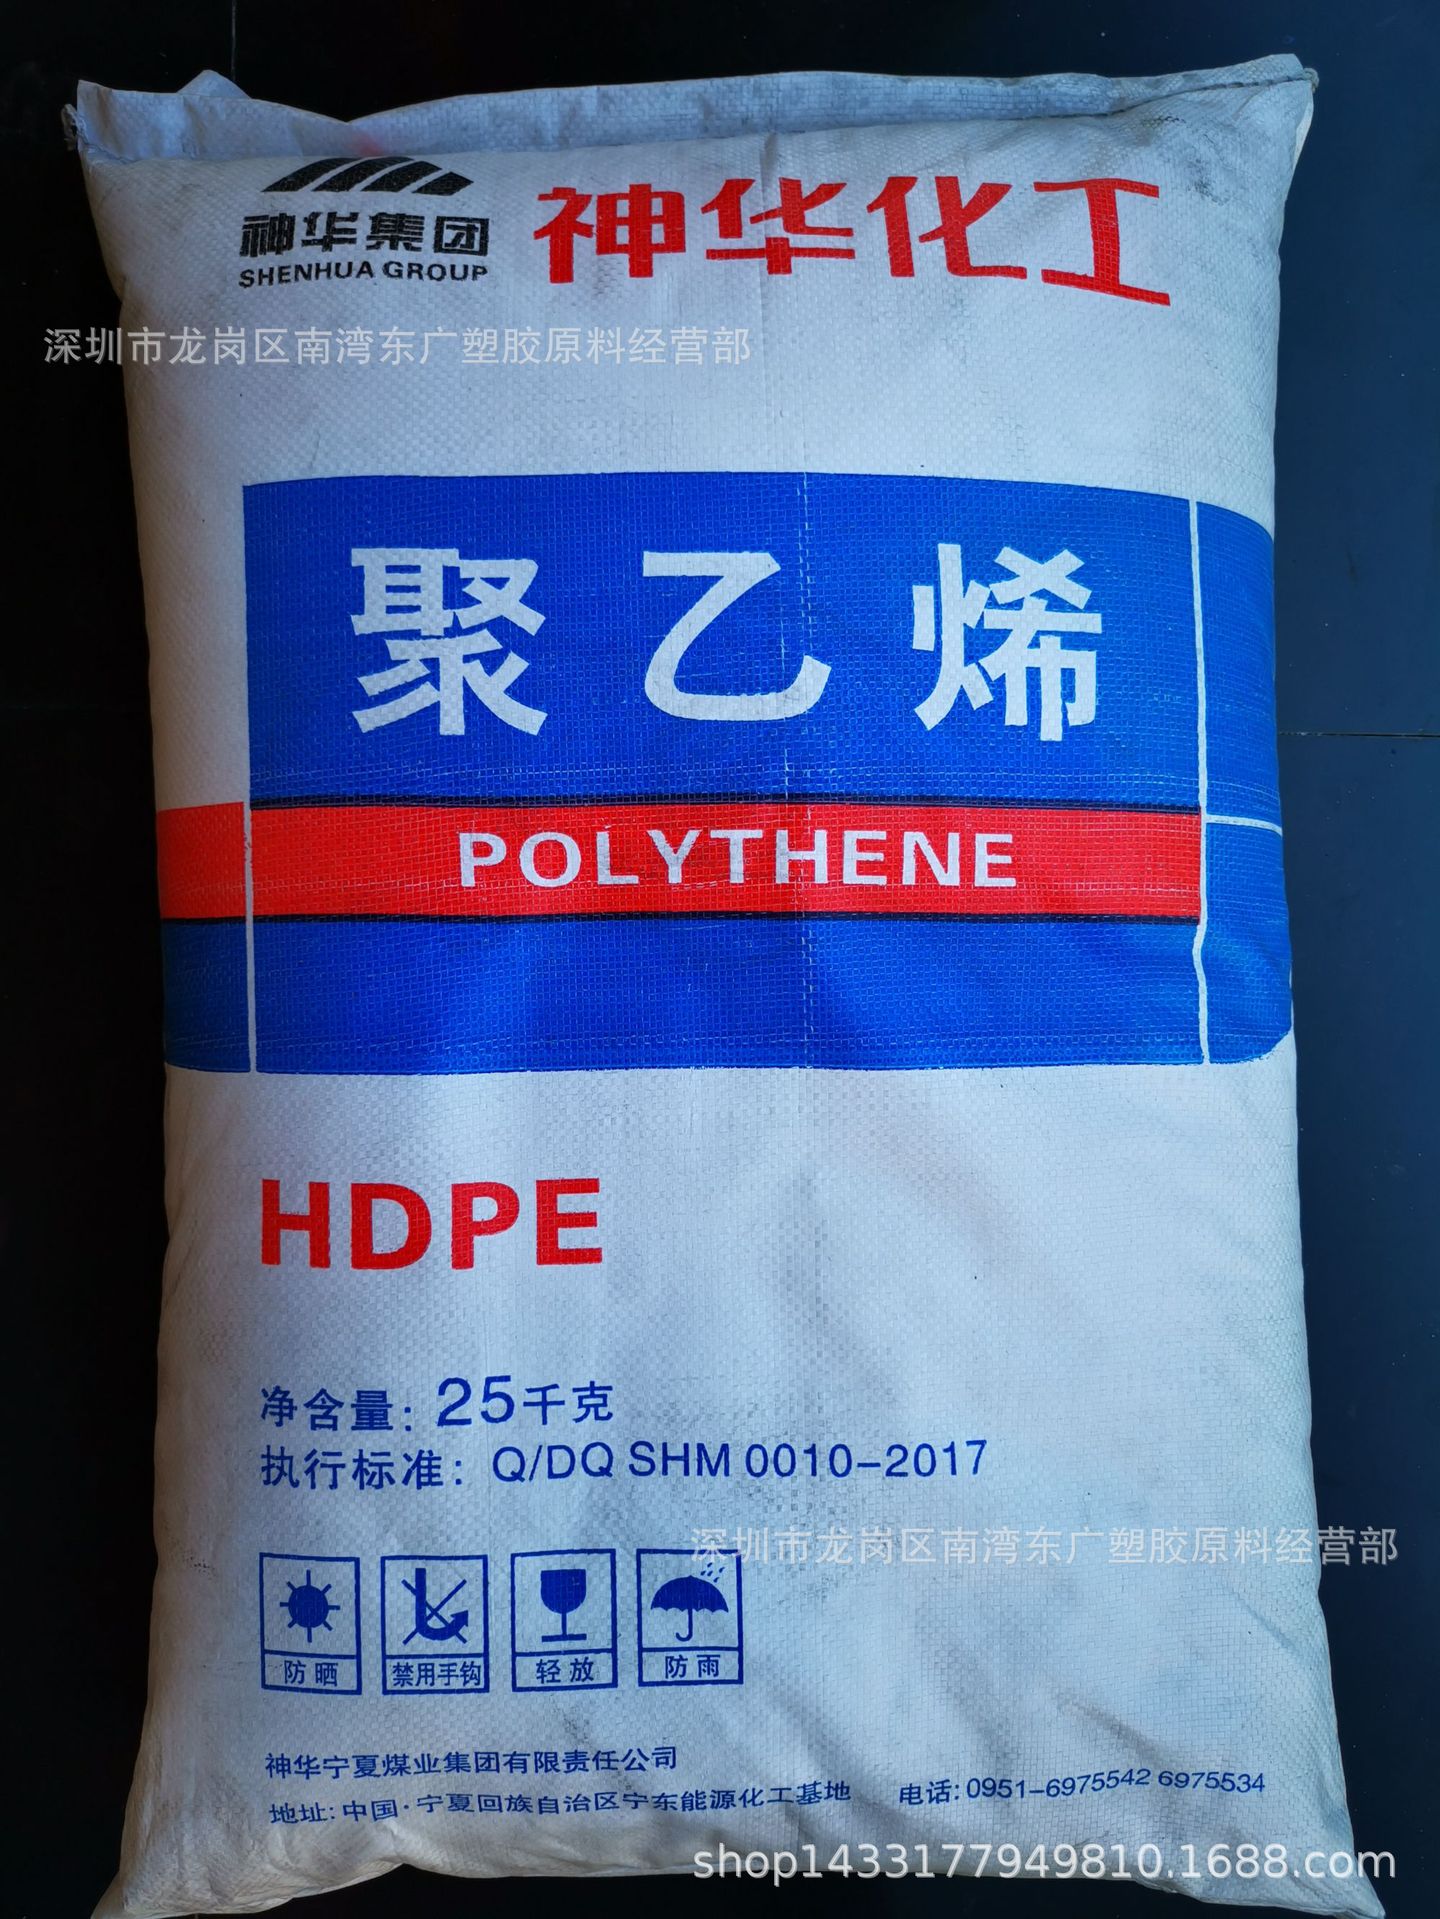 神华集团
SHENHUA GROUP
神华化工
深圳市龙岗区南湾东广塑胶原料经营部
聚乙烯
POLYTHENE
HDPE
净含量：25千克
执行标准：Q/DQ SHM 0010-2017
深圳市龙岗区南湾东广塑胶原料经营部
防晒 禁用手钩 轻放 防雨
神华宁夏煤业集团有限责任公司
地址：中国·宁夏回族自治区宁东能源化工基地 电话：0951-6975542 6975534
shop1433177949810.1688.com